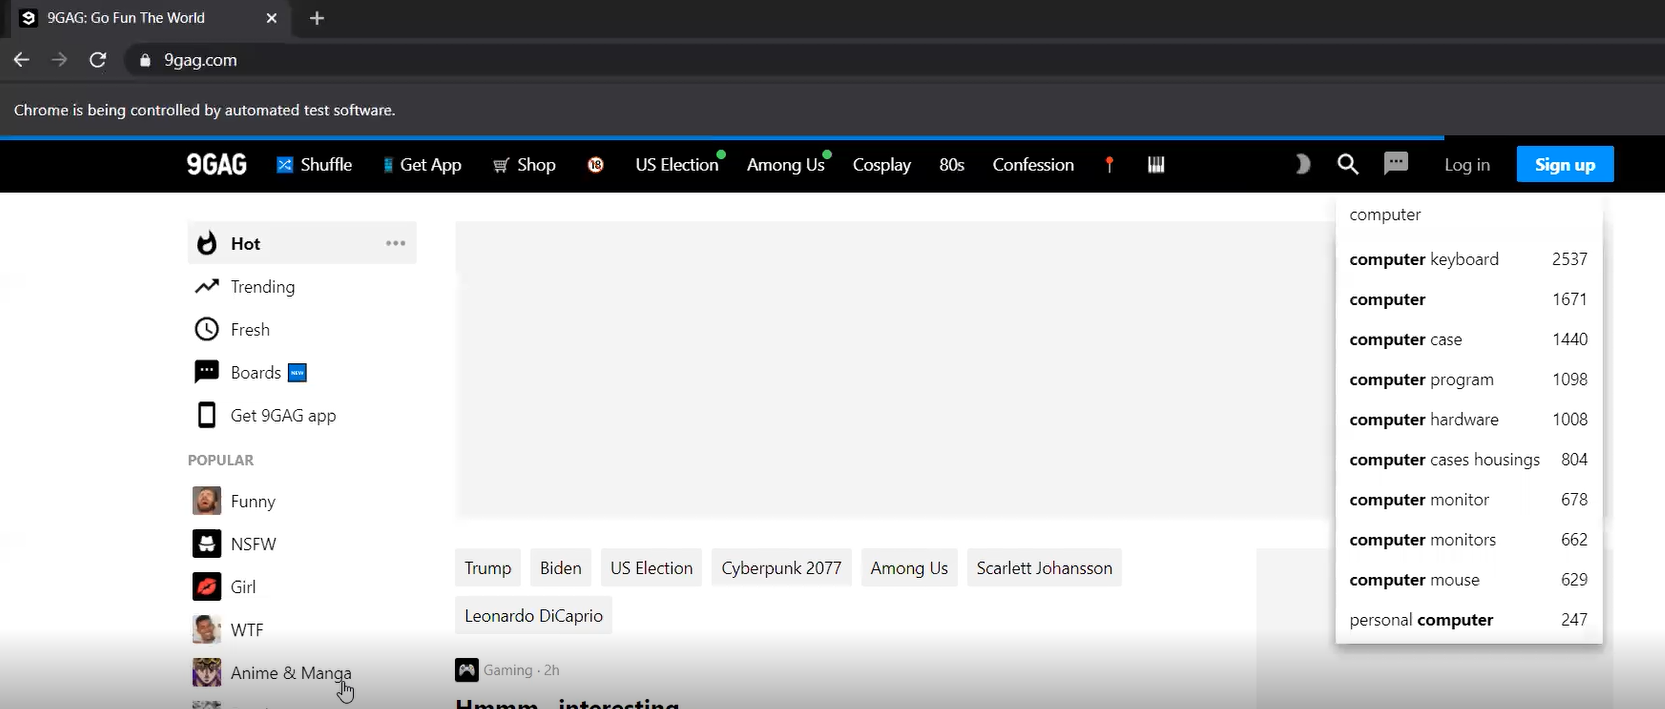 9GAG: Go Fun The World
9gag.com
Chrome is being controlled by automated test software.
9GAG Shuffle Get App Shop 18 US Election Among Us Cosplay 80s Confession Log in Sign up
Hot
Trending
Fresh
Boards NEW
Get 9GAG app
POPULAR
Funny
NSFW
Girl
WTF
Anime & Manga
Trump Biden US Election Cyberpunk 2077 Among Us Scarlett Johansson
Leonardo DiCaprio
Gaming · 2h
Hmmm.. interesting
computer
computer keyboard 2537
computer 1671
computer case 1440
computer program 1098
computer hardware 1008
computer cases housings 804
computer monitor 678
computer monitors 662
computer mouse 629
personal computer 247